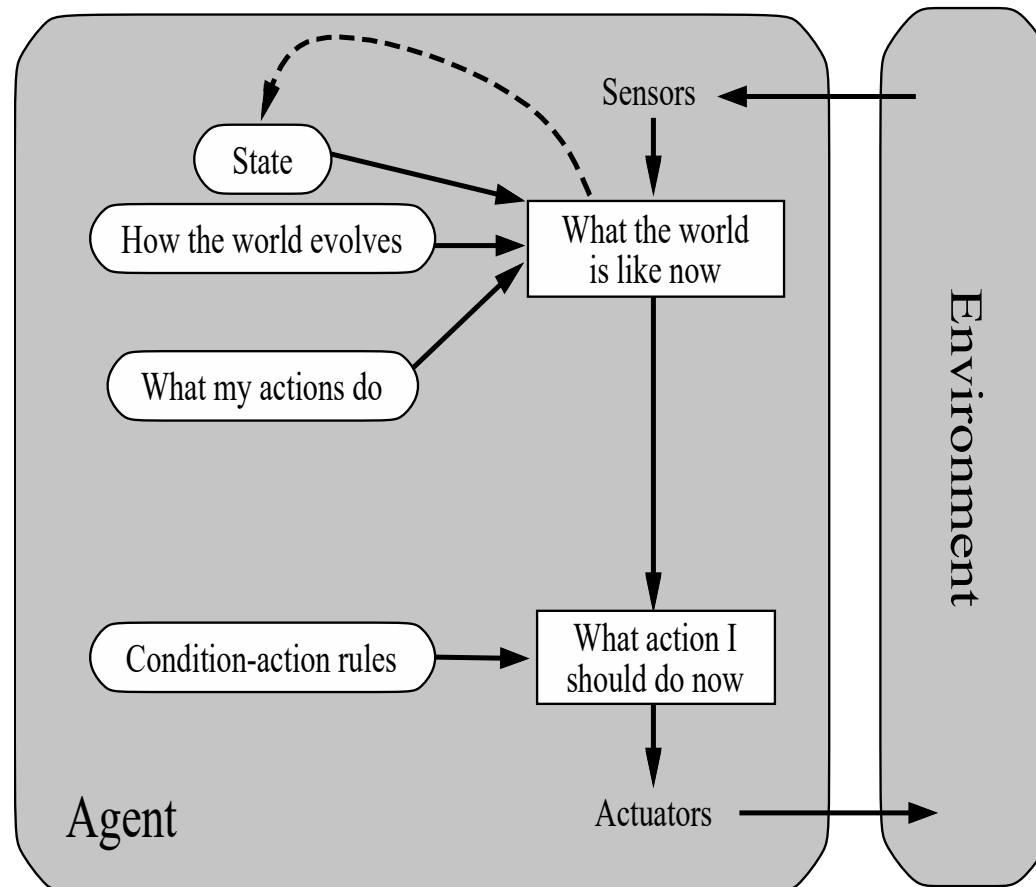 Sensors
State
How the world evolves
What the world
is like now
What my actions do
Environment
Condition-action rules
What action I
should do now
Agent
Actuators